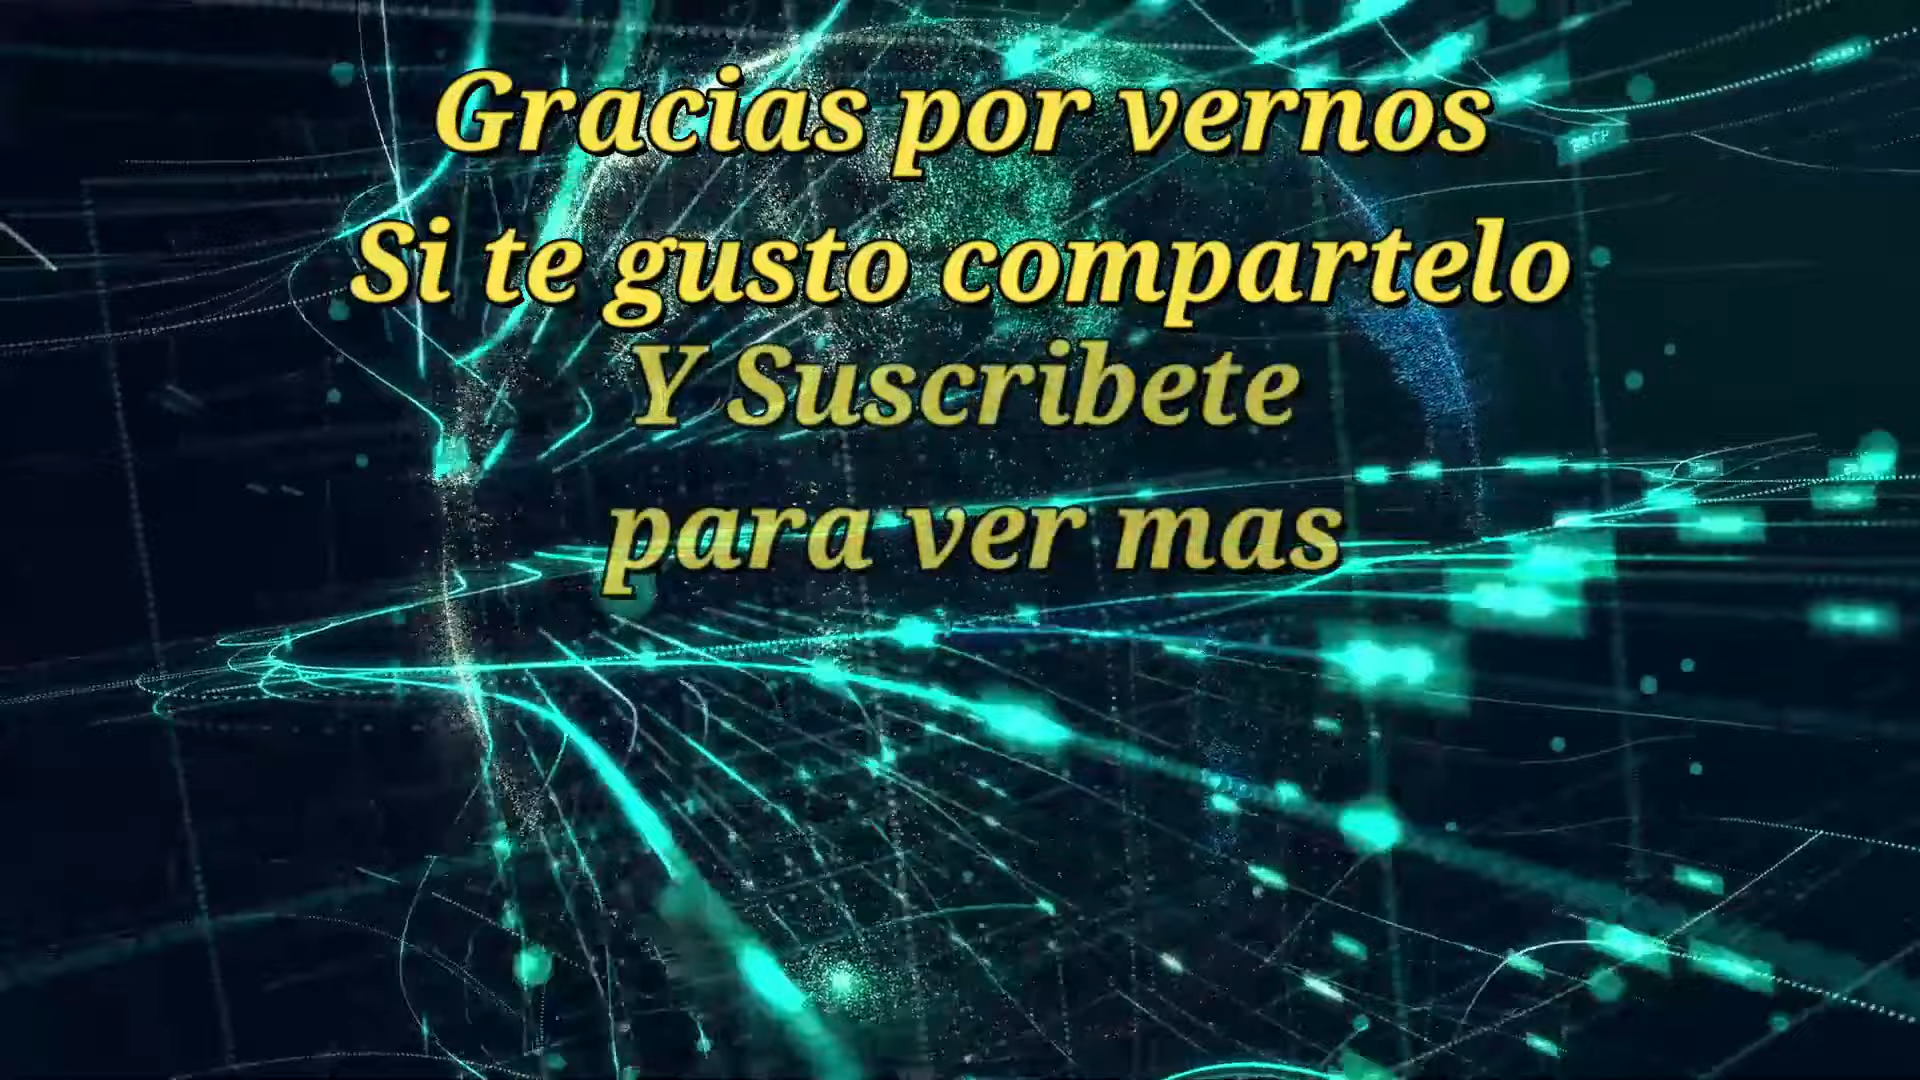 Gracias por vernos
Si te gusto compartelo
Y Suscribete
para ver mas